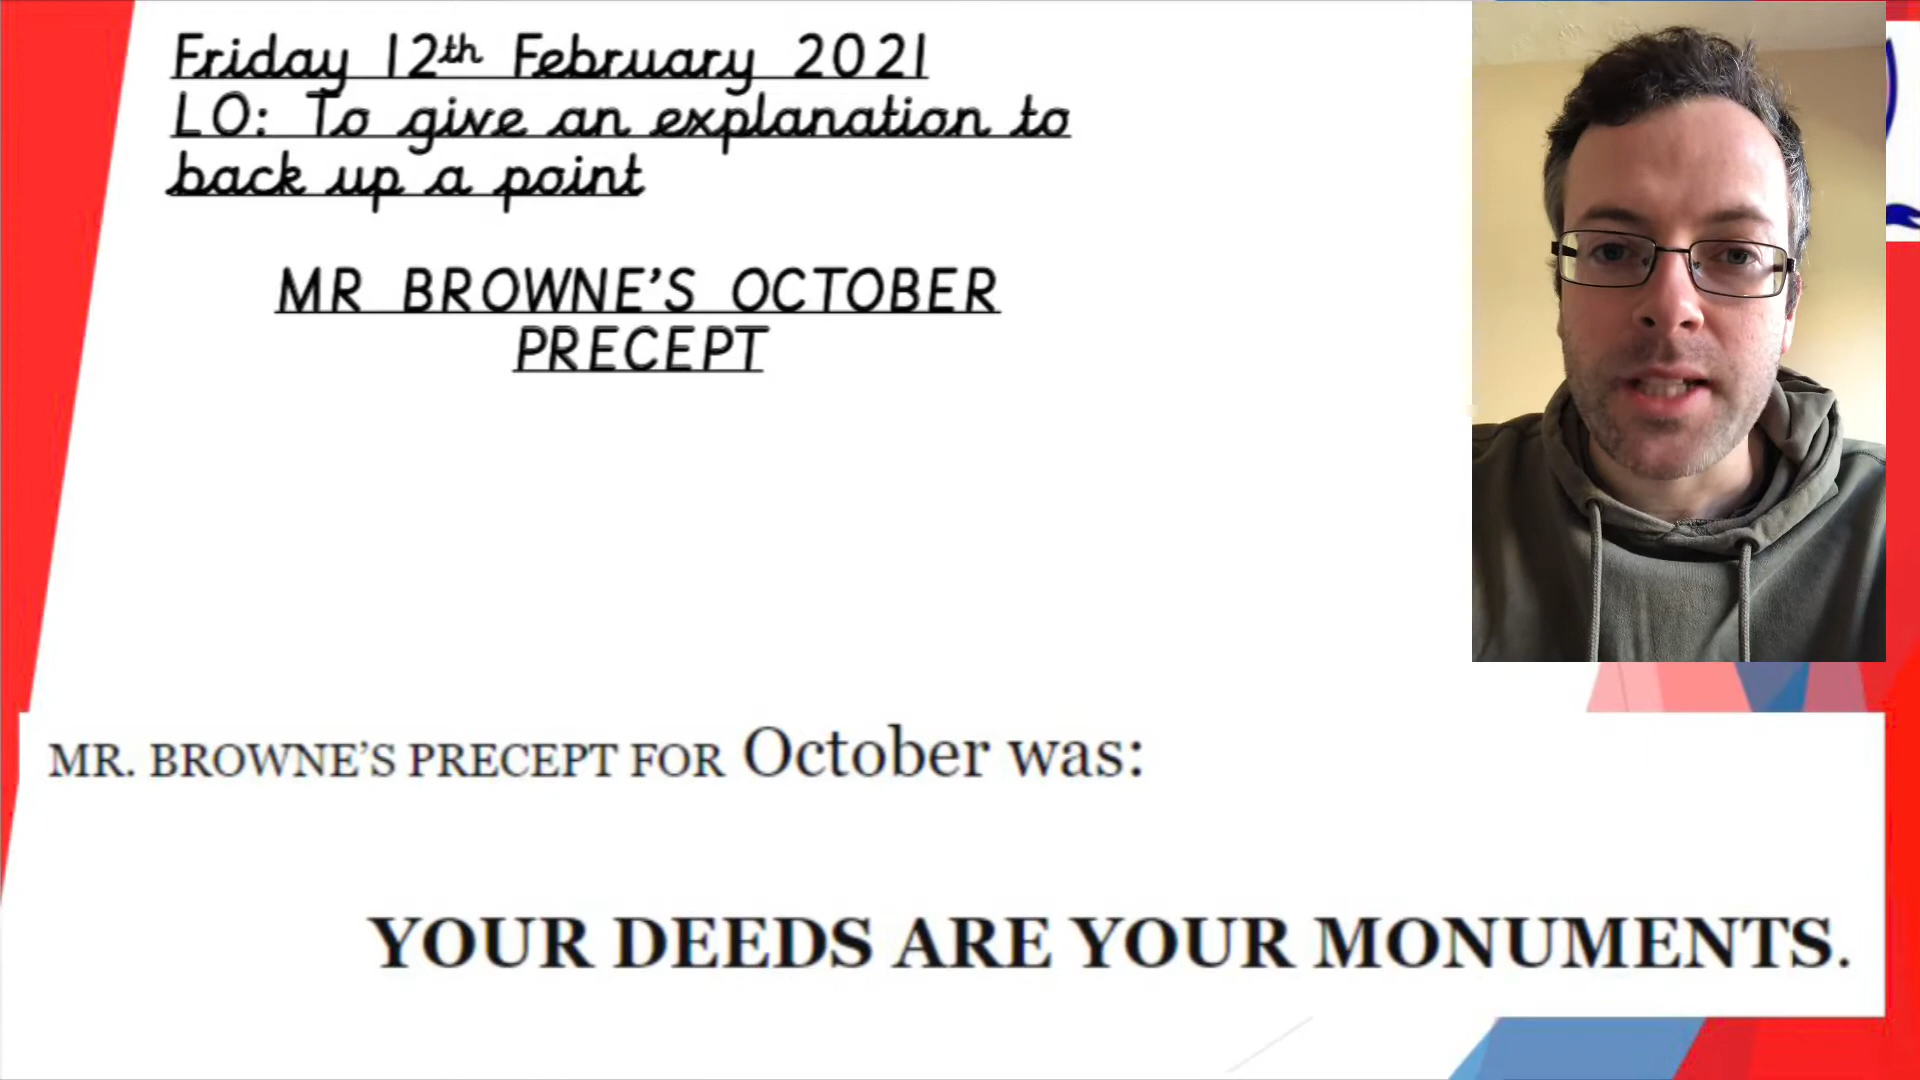 Friday 12th February 2021
LO: To give an explanation to
back up a point
MR BROWNE'S OCTOBER
PRECEPT
MR. BROWNE'S PRECEPT FOR October was:
YOUR DEEDS ARE YOUR MONUMENTS.